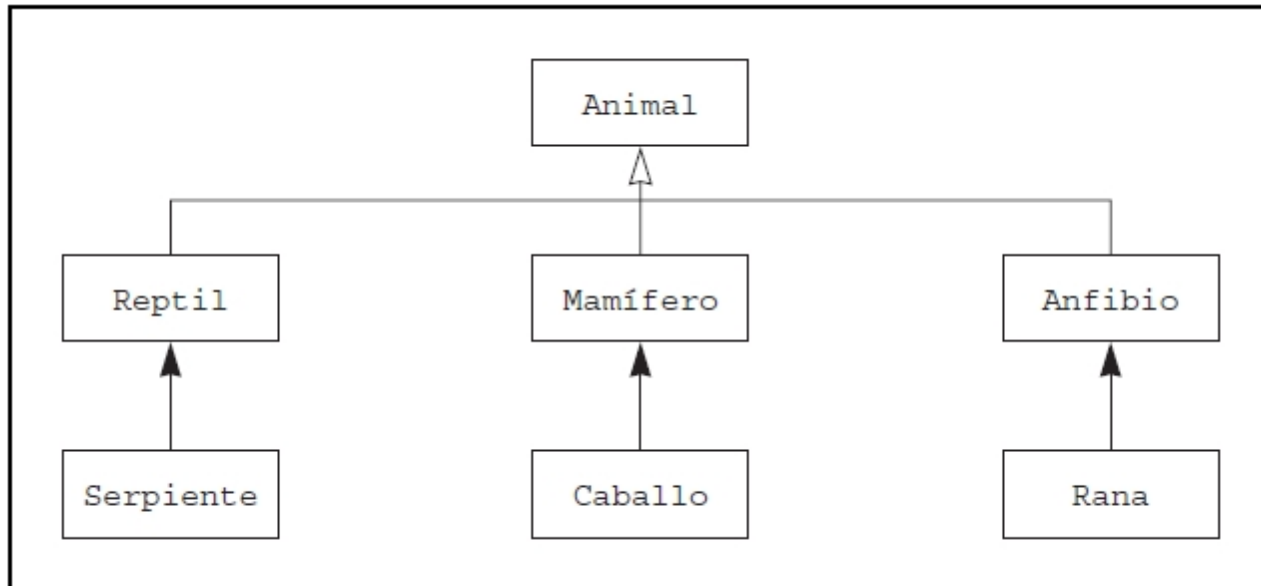 Animal
Reptil
Mamífero
Anfibio
Serpiente
Caballo
Rana